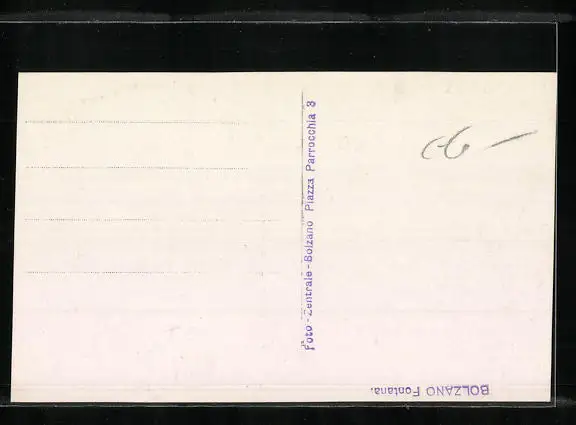 Foto-Zentrale-Bolzano Piazza Parrocchia 3
BOLZANO Fontana.